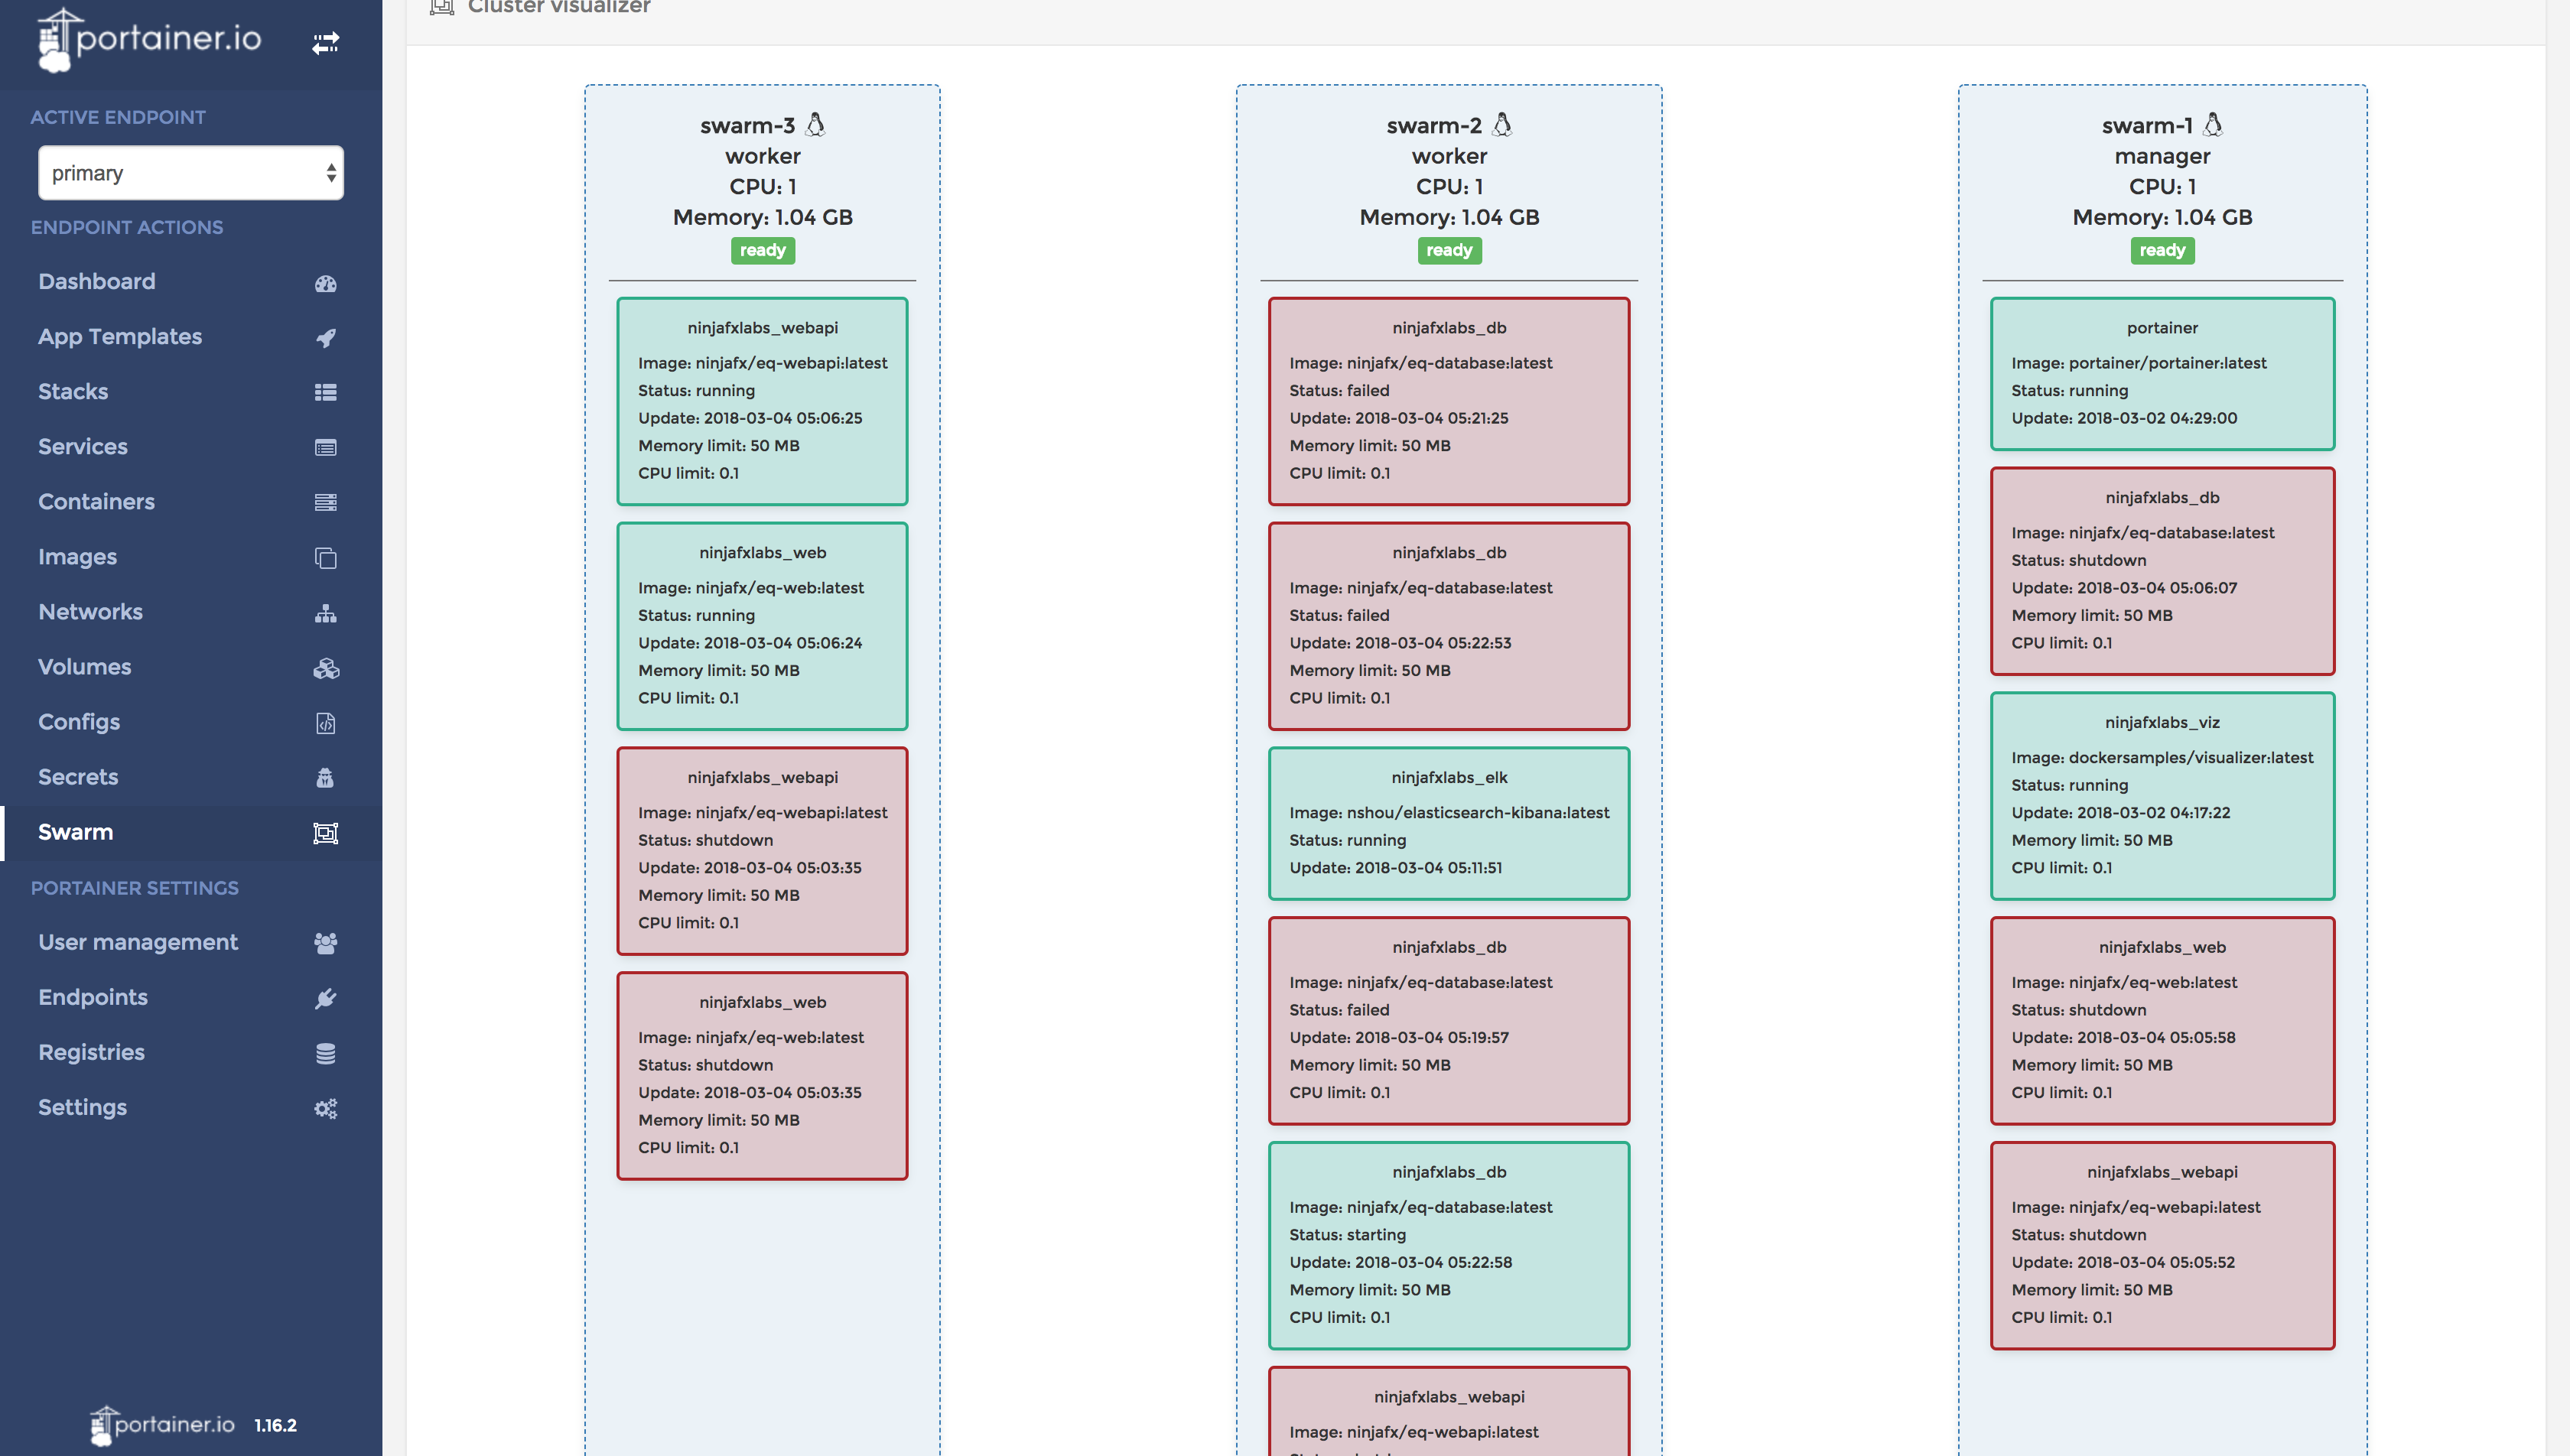 portainer.io
ACTIVE ENDPOINT
primary
ENDPOINT ACTIONS
Dashboard
App Templates
Stacks
Services
Containers
Images
Networks
Volumes
Configs
Secrets
Swarm
PORTAINER SETTINGS
User management
Endpoints
Registries
Settings
portainer.io 1.16.2
Cluster visualizer
swarm-3
worker
CPU: 1
Memory: 1.04 GB
ready
ninjafxlabs_webapi
Image: ninjafx/eq-webapi:latest
Status: running
Update: 2018-03-04 05:06:25
Memory limit: 50 MB
CPU limit: 0.1
ninjafxlabs_web
Image: ninjafx/eq-web:latest
Status: running
Update: 2018-03-04 05:06:24
Memory limit: 50 MB
CPU limit: 0.1
ninjafxlabs_webapi
Image: ninjafx/eq-webapi:latest
Status: shutdown
Update: 2018-03-04 05:03:35
Memory limit: 50 MB
CPU limit: 0.1
ninjafxlabs_web
Image: ninjafx/eq-web:latest
Status: shutdown
Update: 2018-03-04 05:03:35
Memory limit: 50 MB
CPU limit: 0.1
swarm-2
worker
CPU: 1
Memory: 1.04 GB
ready
ninjafxlabs_db
Image: ninjafx/eq-database:latest
Status: failed
Update: 2018-03-04 05:21:25
Memory limit: 50 MB
CPU limit: 0.1
ninjafxlabs_db
Image: ninjafx/eq-database:latest
Status: failed
Update: 2018-03-04 05:22:53
Memory limit: 50 MB
CPU limit: 0.1
ninjafxlabs_elk
Image: nshou/elasticsearch-kibana:latest
Status: running
Update: 2018-03-04 05:11:51
ninjafxlabs_db
Image: ninjafx/eq-database:latest
Status: failed
Update: 2018-03-04 05:19:57
Memory limit: 50 MB
CPU limit: 0.1
ninjafxlabs_db
Image: ninjafx/eq-database:latest
Status: starting
Update: 2018-03-04 05:22:58
Memory limit: 50 MB
CPU limit: 0.1
ninjafxlabs_webapi
Image: ninjafx/eq-webapi:latest
swarm-1
manager
CPU: 1
Memory: 1.04 GB
ready
portainer
Image: portainer/portainer:latest
Status: running
Update: 2018-03-02 04:29:00
ninjafxlabs_db
Image: ninjafx/eq-database:latest
Status: shutdown
Update: 2018-03-04 05:06:07
Memory limit: 50 MB
CPU limit: 0.1
ninjafxlabs_viz
Image: dockersamples/visualizer:latest
Status: running
Update: 2018-03-02 04:17:22
Memory limit: 50 MB
CPU limit: 0.1
ninjafxlabs_web
Image: ninjafx/eq-web:latest
Status: shutdown
Update: 2018-03-04 05:05:58
Memory limit: 50 MB
CPU limit: 0.1
ninjafxlabs_webapi
Image: ninjafx/eq-webapi:latest
Status: shutdown
Update: 2018-03-04 05:05:52
Memory limit: 50 MB
CPU limit: 0.1